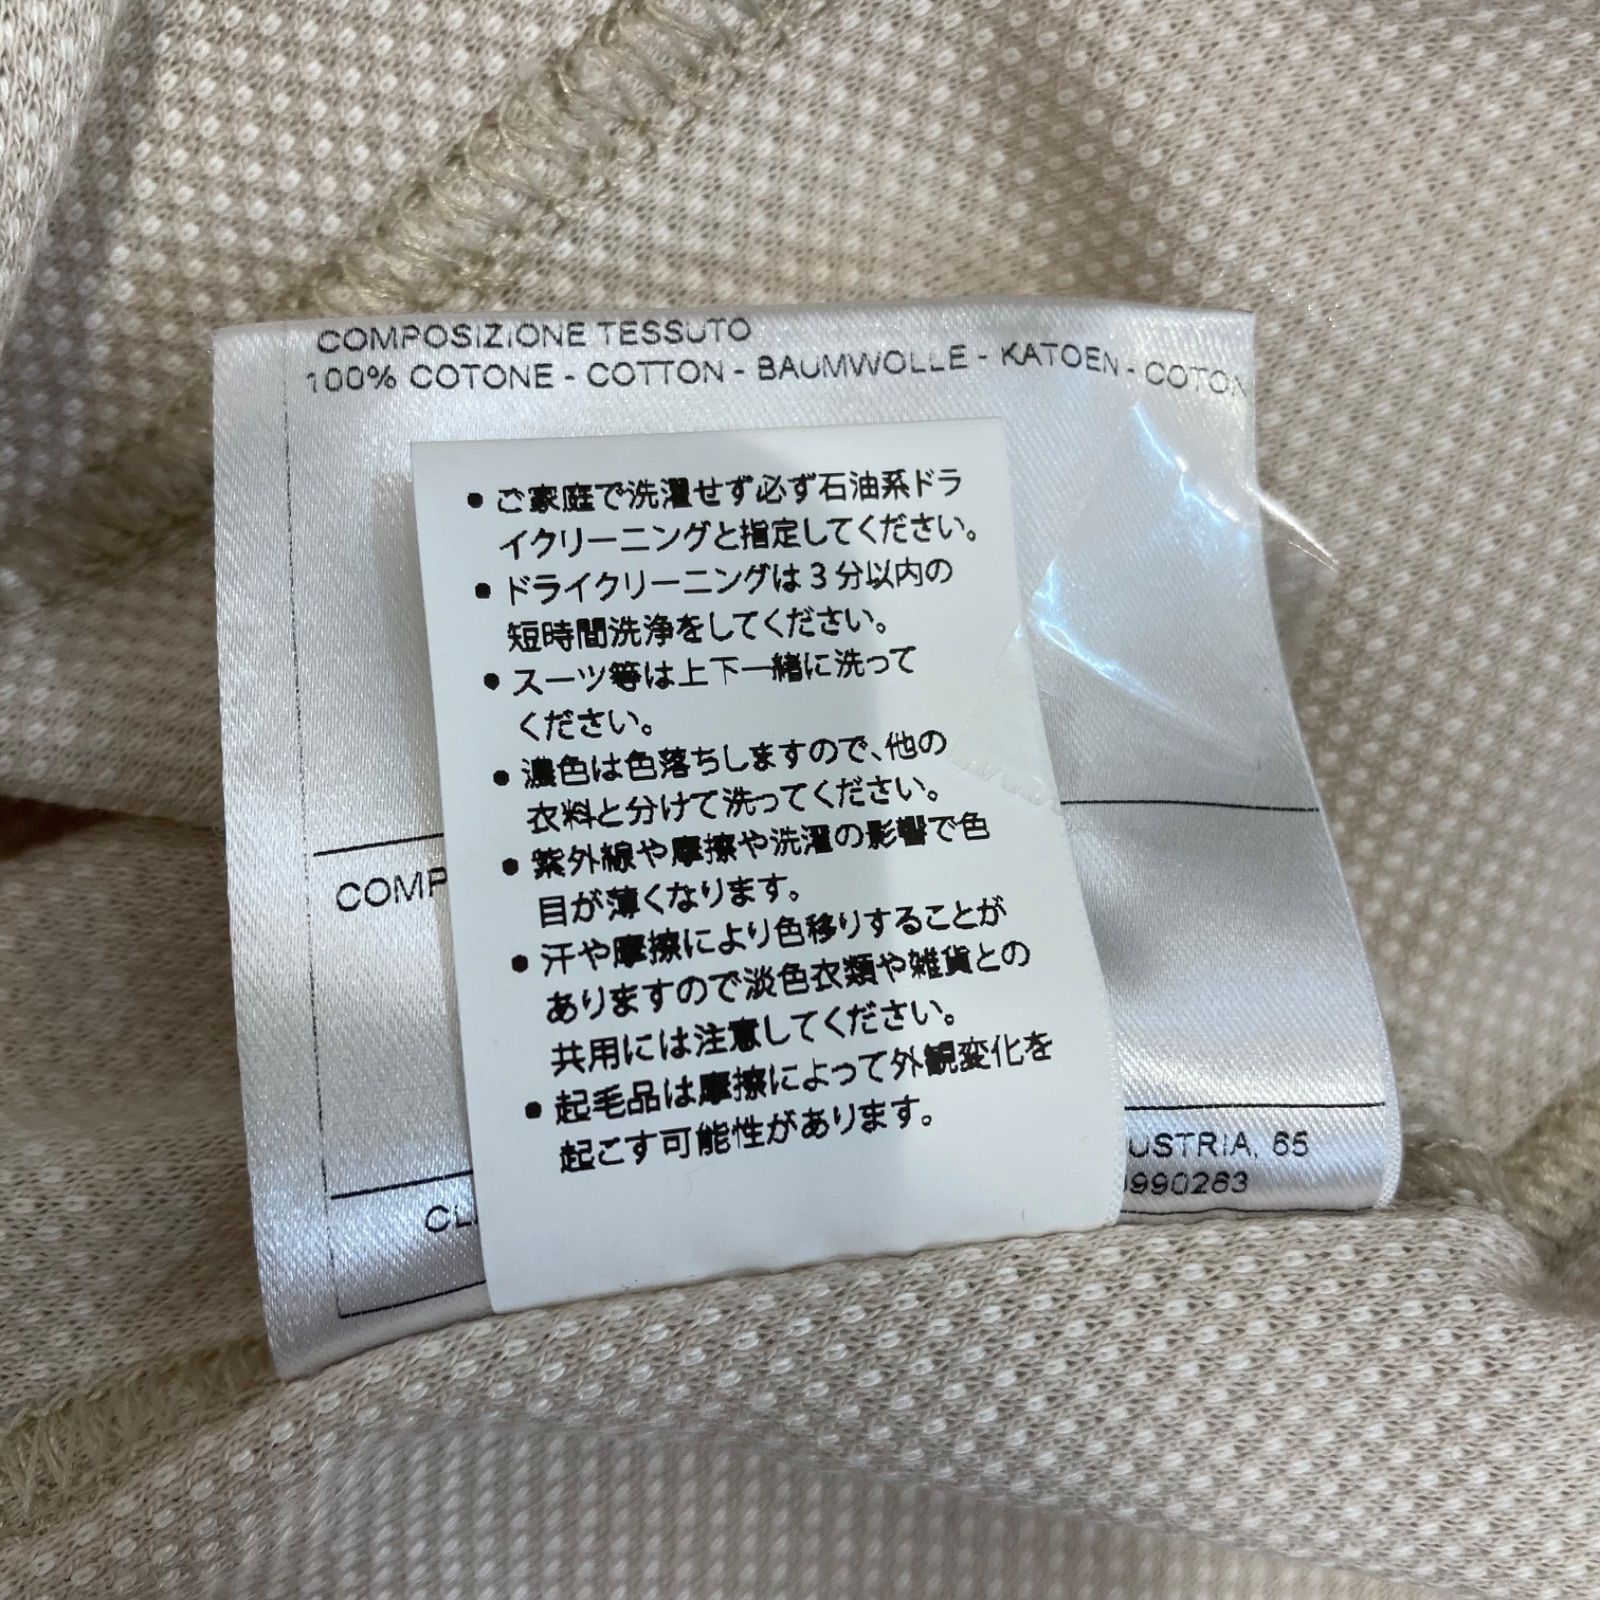 COMPOSIZIONE TESSUTO
100% COTONE - COTTON - BAUMWOLLE - KATOEN - COTON
• ご家庭で洗濯せず必ず石油系ドラ
イクリーニングと指定してください。
• ドライクリーニングは3分以内の
短時間洗浄をしてください。
• スーツ等は上下一緒に洗って
ください。
• 濃色は色落ちしますので、他の
衣料と分けて洗ってください。
• 紫外線や摩擦や洗濯の影響で色
目が薄くなります。
• 汗や摩擦により色移りすることが
ありますので淡色衣類や雑貨との
共用には注意してください。
• 起毛品は摩擦によって外観変化を
起こす可能性があります。
COMP
USTRIA, 65
990263